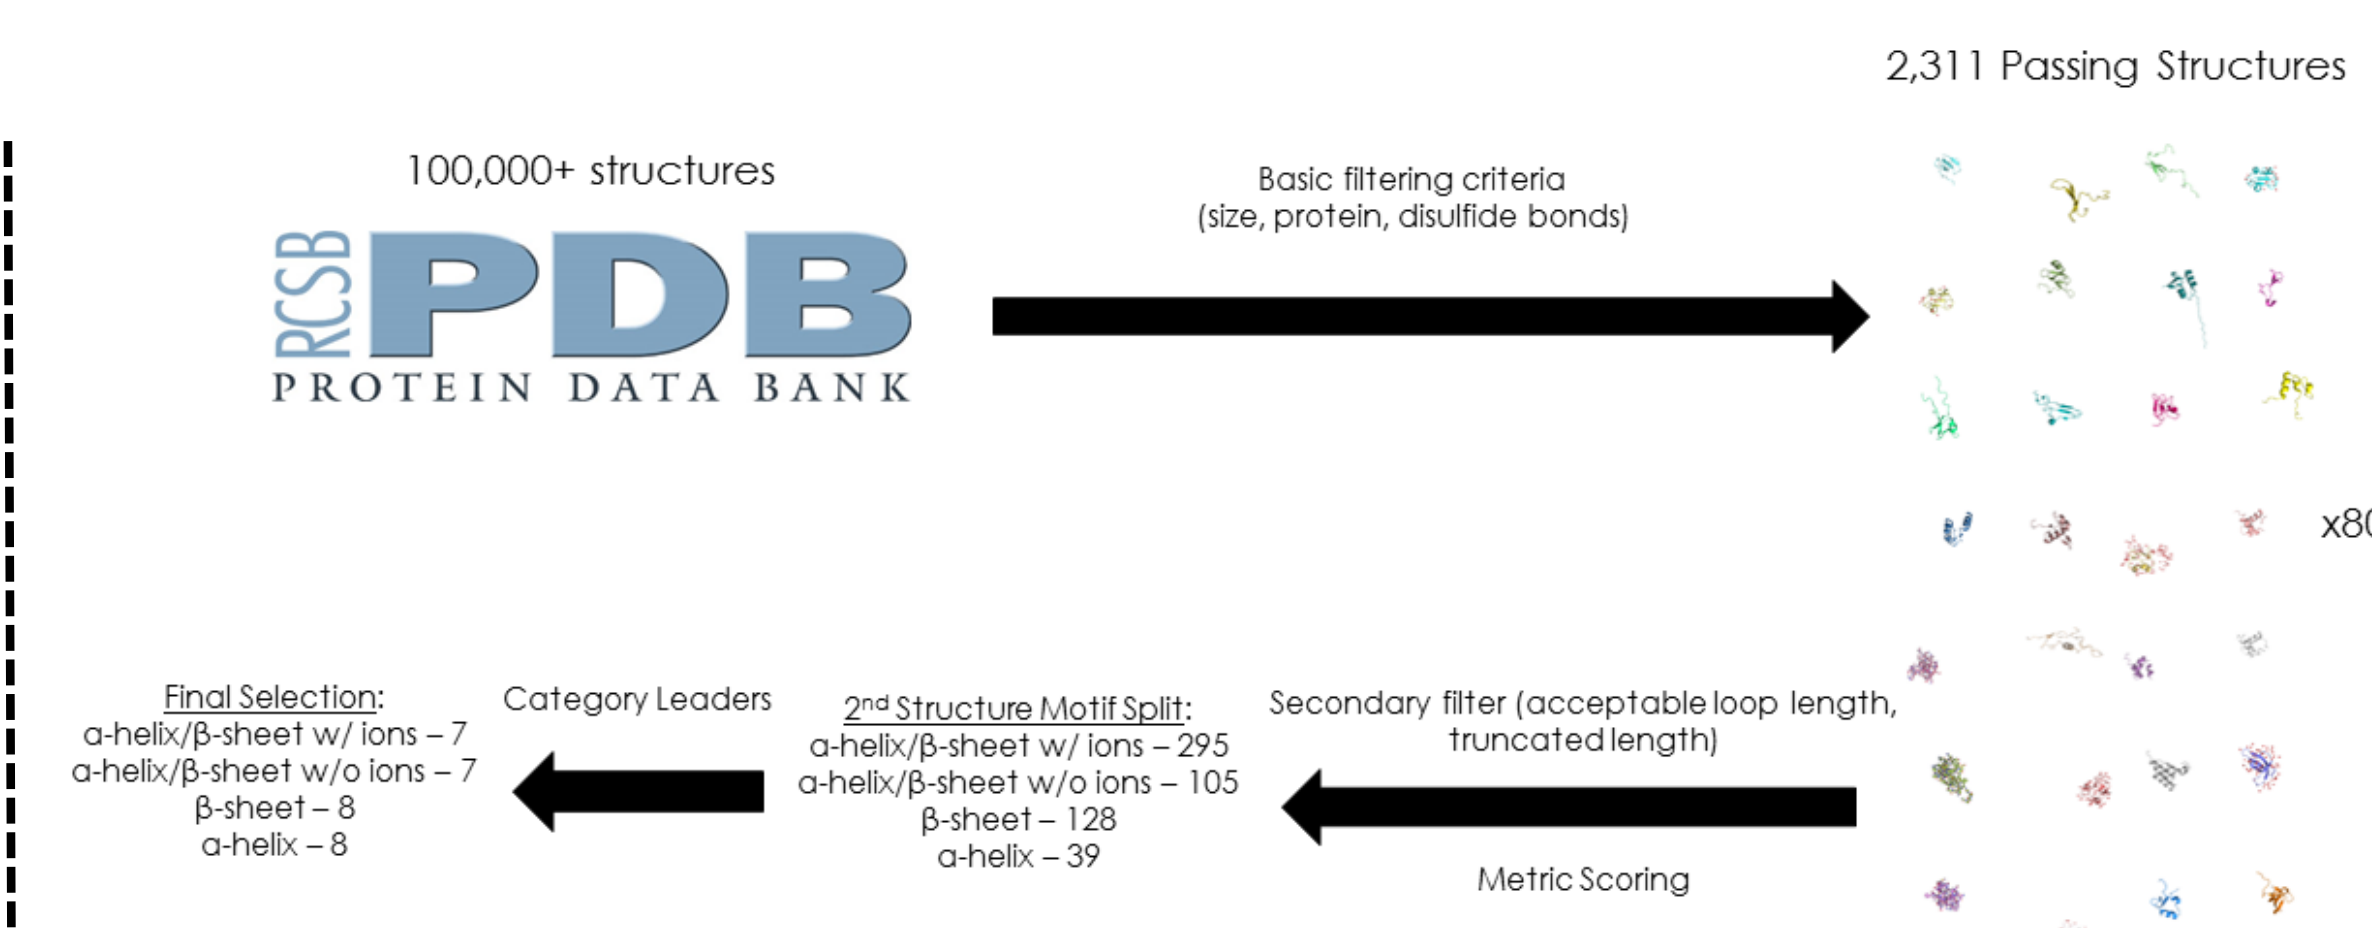 2,311 Passing Structures
100,000+ structures
RCSB
PDB
PROTEIN DATA BANK
Basic filtering criteria
(size, protein, disulfide bonds)
x80
Final Selection:
α-helix/β-sheet w/ ions – 7
α-helix/β-sheet w/o ions – 7
β-sheet – 8
α-helix – 8
Category Leaders
2nd Structure Motif Split:
α-helix/β-sheet w/ ions – 295
α-helix/β-sheet w/o ions – 105
β-sheet – 128
α-helix – 39
Secondary filter (acceptable loop length,
truncated length)
Metric Scoring